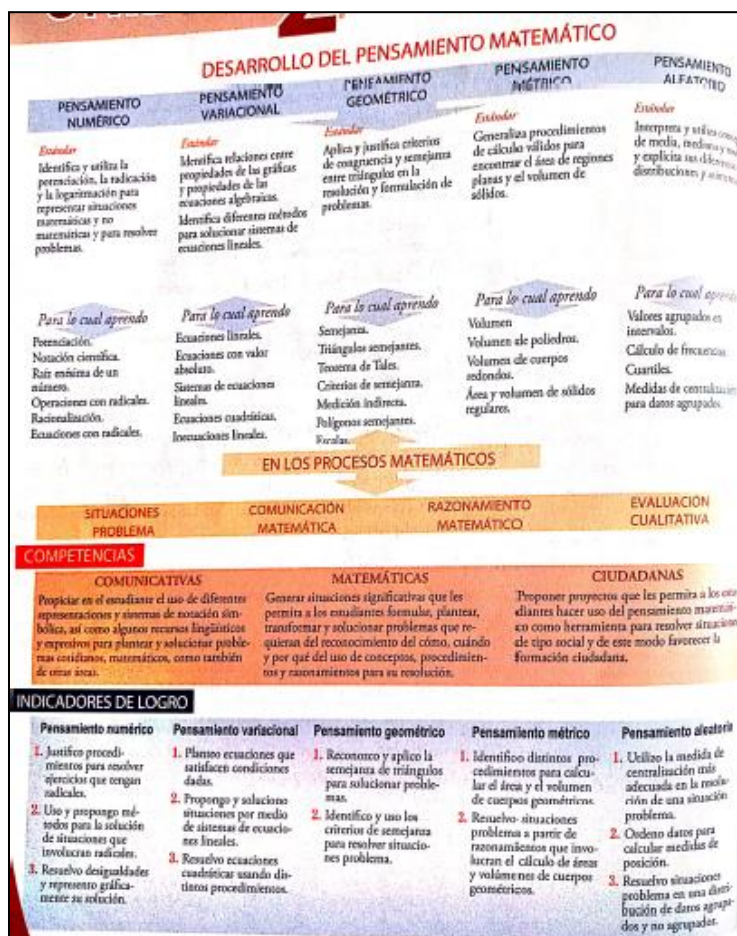 DESARROLLO DEL PENSAMIENTO MATEMÁTICO
PENSAMIENTO
NUMÉRICO
Estándar
Identifica y utiliza la
potenciación, la radicación
y la logaritmación para
representar situaciones
matemáticas y no
matemáticas y para resolver
problemas.
PENSAMIENTO
VARIACIONAL
Estándar
Identifica relaciones entre
propiedades de las gráficas
y propiedades de las
ecuaciones algebraicas.
Identifica diferentes métodos
para solucionar sistemas de
ecuaciones lineales.
PENSAMIENTO
GEOMÉTRICO
Estándar
Aplica y justifica criterios
de congruencia y semejanza
entre triángulos en la
resolución y formulación de
problemas.
PENSAMIENTO
MÉTRICO
Estándar
Generaliza procedimientos
de cálculo válidos para
encontrar el área de regiones
planas y el volumen de
sólidos.
PENSAMIENTO
ALEATORIO
Estándar
Interpreta y utiliza
de media, mediana y
y explicita sus
distribuciones y
Para lo cual aprendo
Potenciación.
Notación científica.
Raíz enésima de un
número.
Operaciones con radicales.
Racionalización.
Ecuaciones con radicales.
Para lo cual aprendo
Ecuaciones lineales.
Ecuaciones con valor
absoluto.
Sistemas de ecuaciones
lineales.
Ecuaciones cuadráticas.
Inecuaciones lineales.
Para lo cual aprendo
Semejanza.
Triángulos semejantes.
Teorema de Tales.
Criterios de semejanza.
Medición indirecta.
Polígonos semejantes.
Escalas.
Para lo cual aprendo
Volumen
Volumen de poliedros.
Volumen de cuerpos
redondos.
Área y volumen de sólidos
regulares.
Para lo cual
Valores agrupados en
intervalos.
Cálculo de frecuencias.
Cuartiles.
Medidas de
para datos agrupados.
EN LOS PROCESOS MATEMÁTICOS
SITUACIONES
PROBLEMA
COMUNICACIÓN
MATEMÁTICA
RAZONAMIENTO
MATEMÁTICO
EVALUACIÓN
CUALITATIVA
COMPETENCIAS
COMUNICATIVAS
Propiciar en el estudiante el uso de diferentes
representaciones y sistemas de notación sim-
bólica, así como algunos recursos lingüísticos
y expresivos para plantear y solucionar proble-
mas cotidianos, matemáticos, como también
de otras áreas.
MATEMÁTICAS
Generar situaciones significativas que les
permita a los estudiantes formular, plantear,
transformar y solucionar problemas que re-
quieran del reconocimiento del cómo, cuándo
y por qué del uso de conceptos, procedimien-
tos y razonamientos para su resolución.
CIUDADANAS
Proponer proyectos que les permita a los estu
diantes hacer uso del pensamiento matemáti-
co como herramienta para resolver situacione
de tipo social y de este modo favorecer la
formación ciudadana.
INDICADORES DE LOGRO
Pensamiento numérico
1. Justifico procedi-
mientos para resolver
ejercicios que tengan
radicales.
2. Uso y propongo mé-
todos para la solución
de situaciones que
involucran radicales.
3. Resuelvo desigualdades
y represento gráfica-
mente su solución.
Pensamiento variacional
1. Planteo ecuaciones que
satisfacen condiciones
dadas.
2. Propongo y soluciono
situaciones por medio
de sistemas de ecuacio-
nes lineales.
3. Resuelvo ecuaciones
cuadráticas usando dis-
tintos procedimientos.
Pensamiento geométrico
1. Reconozco y aplico la
semejanza de triángulos
para solucionar proble-
mas.
2. Identifico y uso los
criterios de semejanza
para resolver situacio-
nes problema.
Pensamiento métrico
1. Identifico distintos pro-
cedimientos para calcu-
lar el área y el volumen
de cuerpos geométricos.
2. Resuelvo situaciones
problema a partir de
razonamientos que invo-
lucran el cálculo de áreas
y volúmenes de cuerpos
geométricos.
Pensamiento aleatorio
1. Utilizo la medida de
centralización más
adecuada en la resolu-
ción de una situación
problema.
2. Ordeno datos para
calcular medidas de
posición.
3. Resuelvo situaciones
problema en una distri-
bución de datos agrupa-
dos y no agrupados.